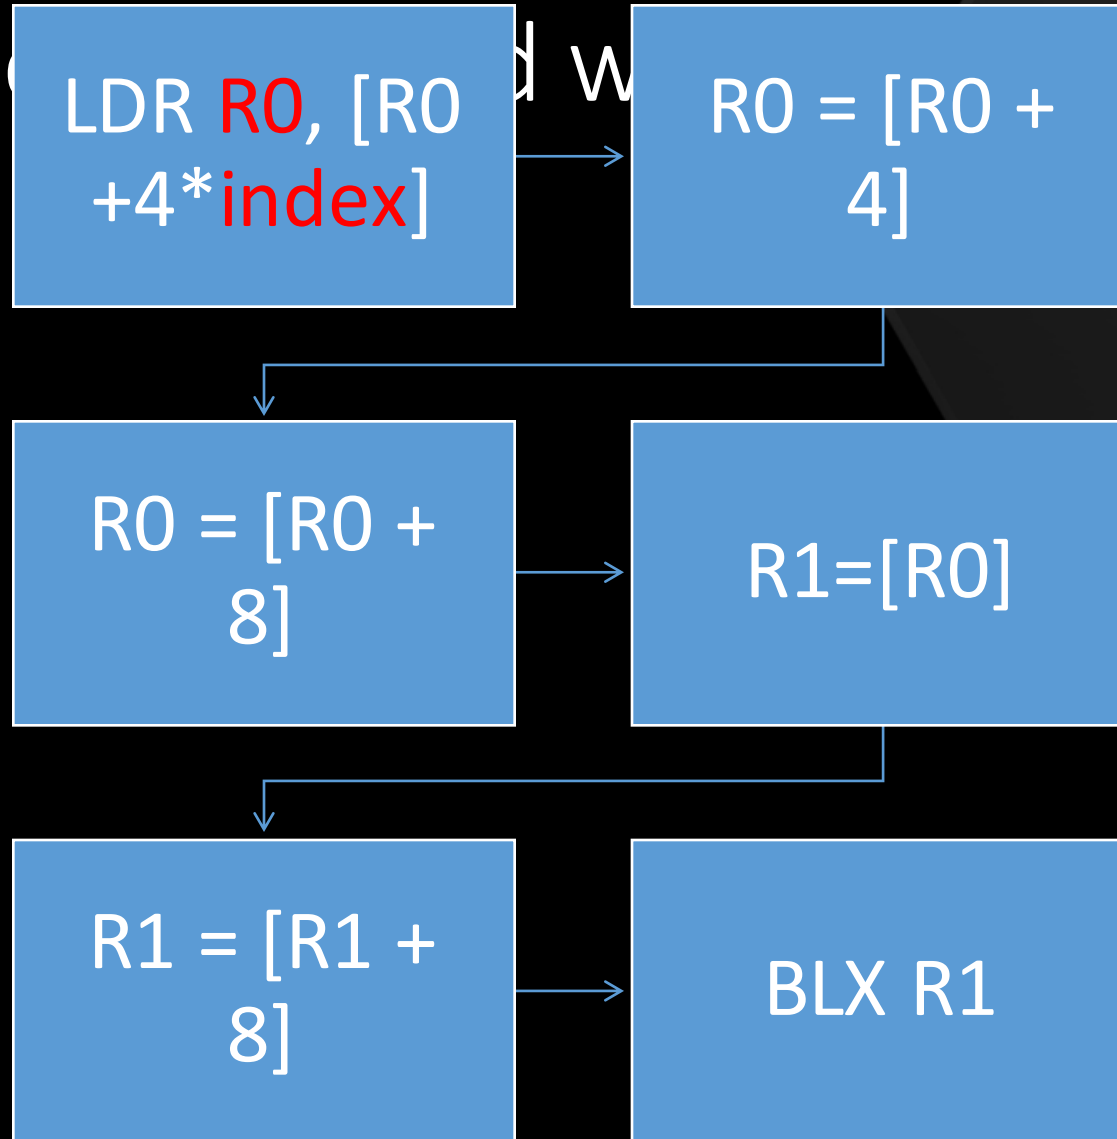 LDR R0, [R0
+4*index]
R0 = [R0 +
4]
R0 = [R0 +
8]
R1=[R0]
R1 = [R1 +
8]
BLX R1